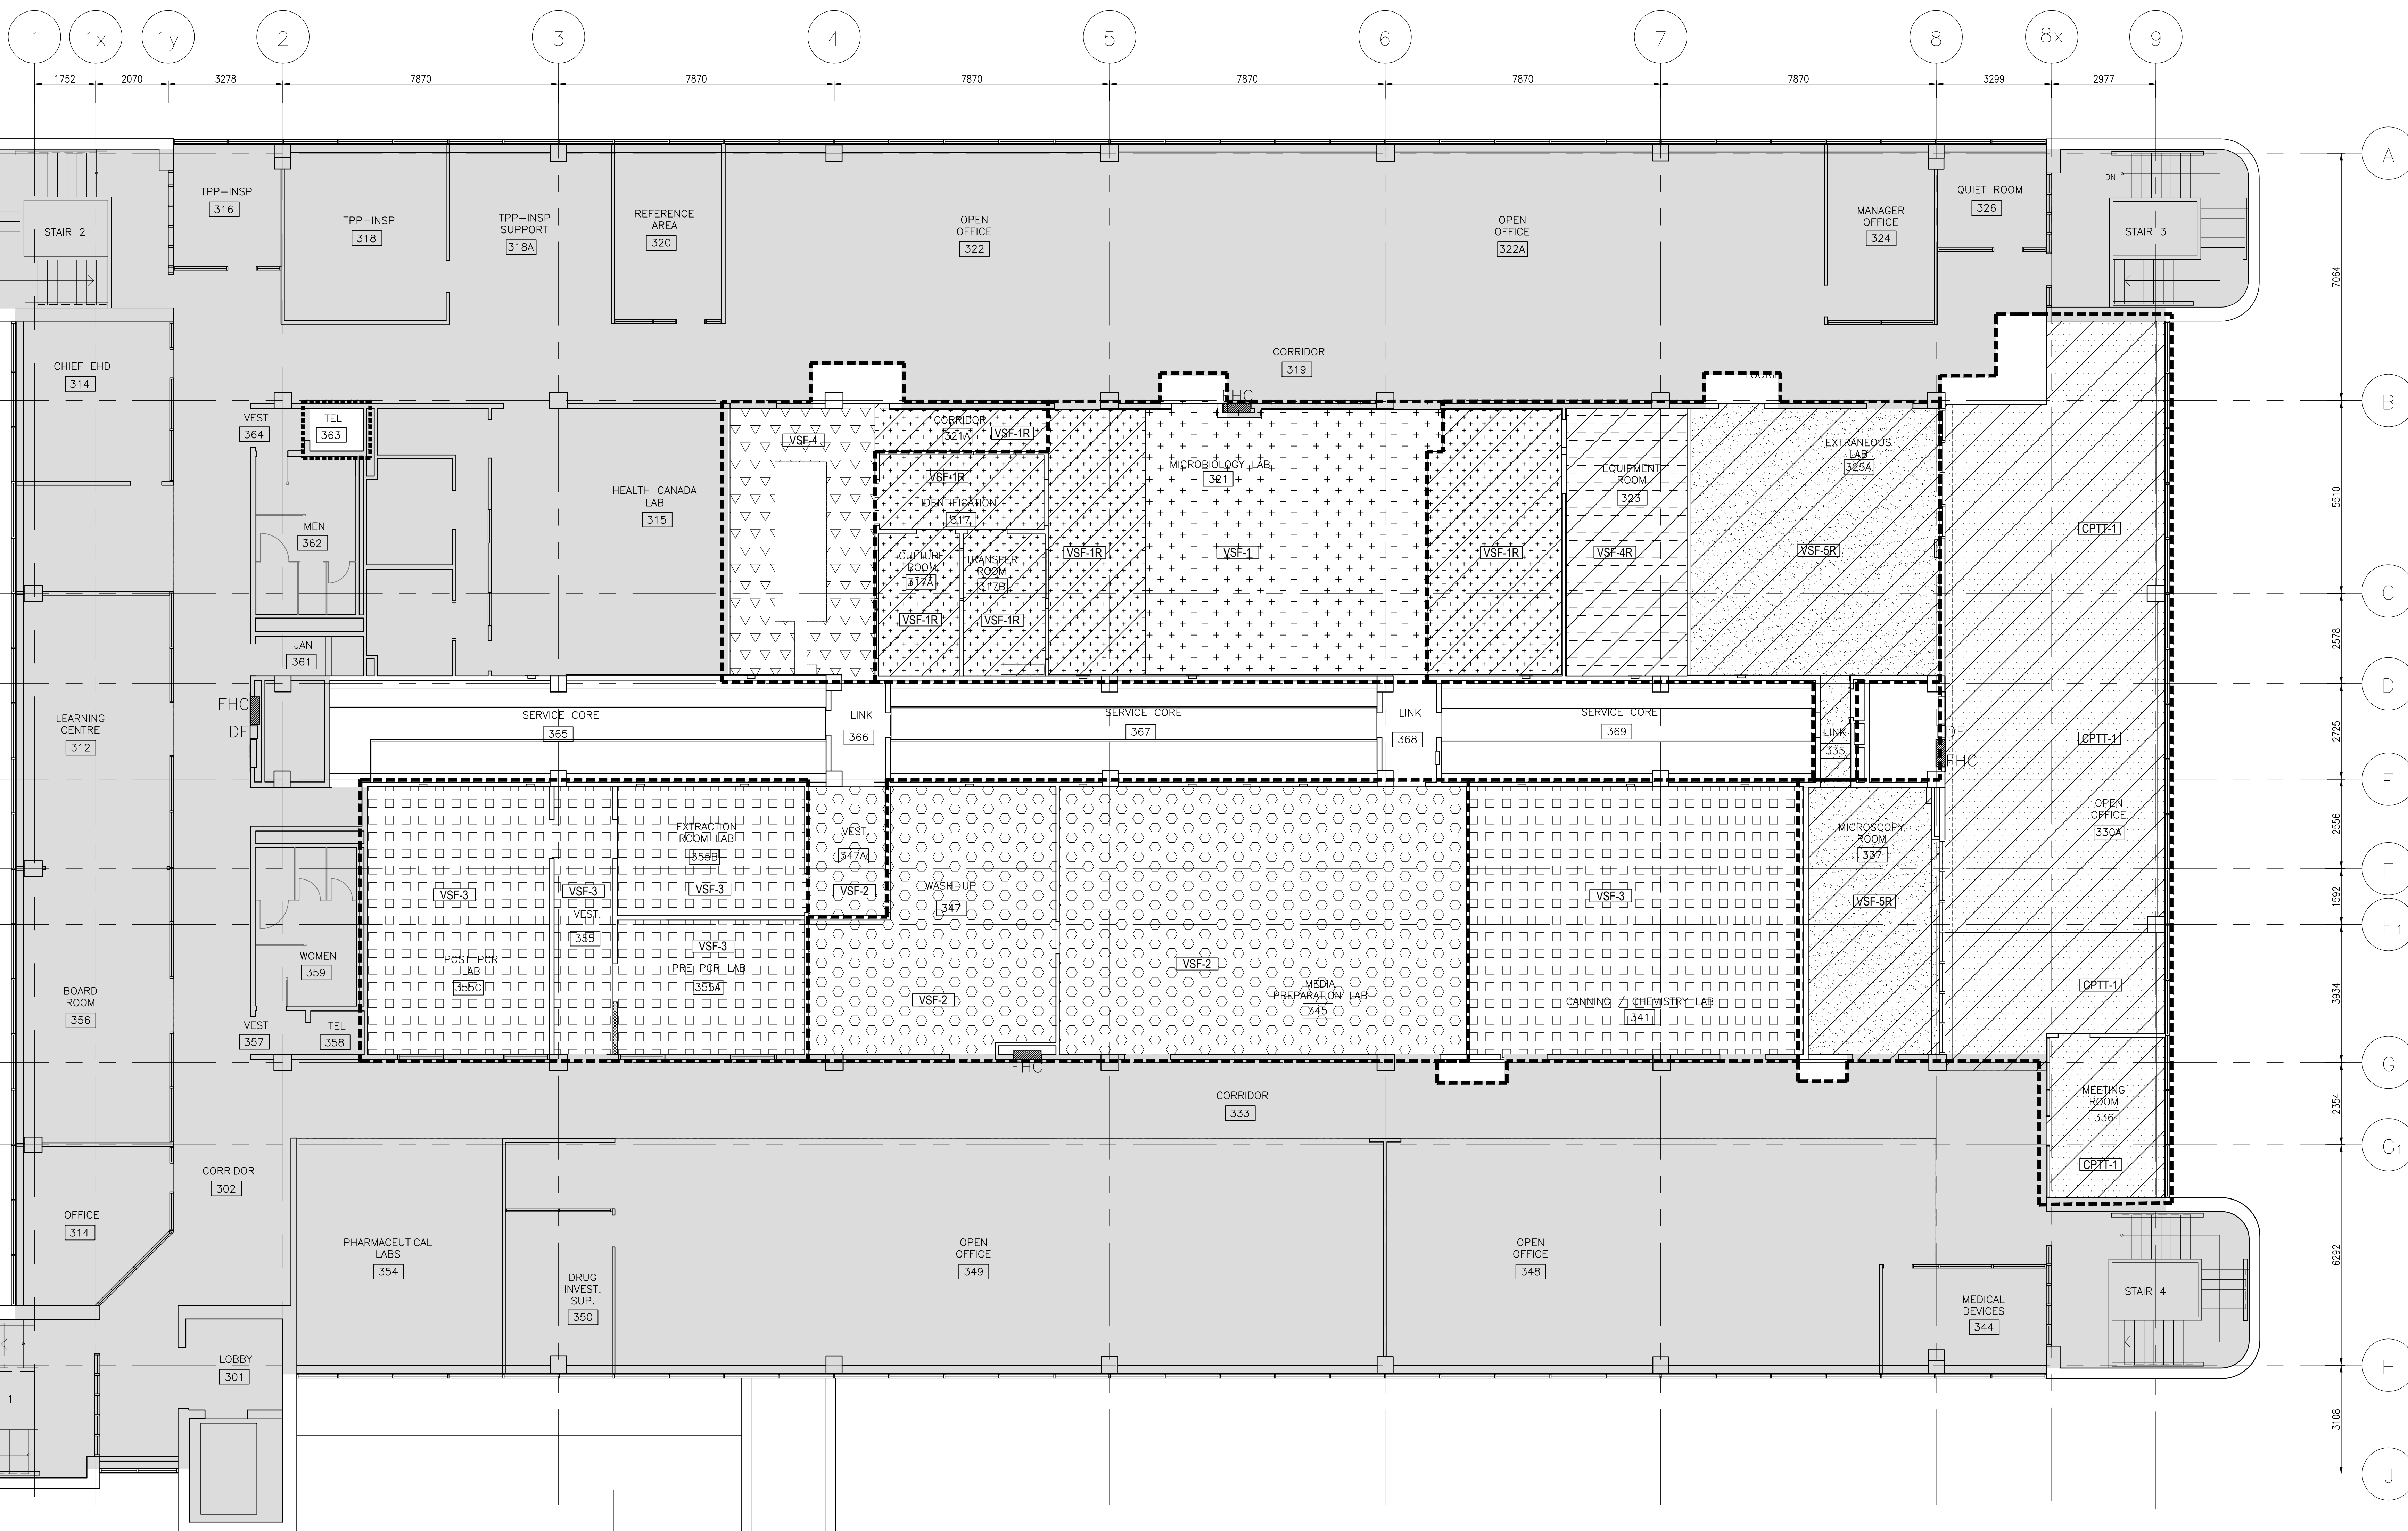 1
1x
1y
2
3
4
5
6
7
8
8x
9
1752
2070
3278
7870
7870
7870
7870
7870
7870
3299
2977
A
B
C
D
E
F
F1
G
G1
H
J
7064
5510
2578
2725
2556
1592
3934
2354
6292
3108
STAIR 2
TPP-INSP
316
TPP-INSP
318
TPP-INSP
SUPPORT
318A
REFERENCE
AREA
320
OPEN
OFFICE
322
OPEN
OFFICE
322A
MANAGER
OFFICE
324
QUIET ROOM
326
DN
STAIR 3
CORRIDOR
319
CHIEF EHD
314
VEST
364
TEL
363
MEN
362
JAN
361
HEALTH CANADA
LAB
315
VSF-4
CORRIDOR
321A
VSF-1R
VSF-1R
IDENTIFICATION
317
CULTURE
ROOM
317A
VSF-1R
TRANSFER
ROOM
317B
VSF-1R
VSF-1R
FHC
MICROBIOLOGY LAB
321
VSF-1
VSF-1R
EQUIPMENT
ROOM
323
VSF-4R
EXTRANEOUS
LAB
325A
VSF-5R
CPTT-1
CPTT-1
LEARNING
CENTRE
312
FHC
DF
SERVICE CORE
365
LINK
366
SERVICE CORE
367
LINK
368
SERVICE CORE
369
LINK
335
DF
FHC
OPEN
OFFICE
330A
CPTT-1
EXTRACTION
ROOM LAB
355B
VSF-3
VSF-3
VSF-3
VEST.
355
POST PCR
LAB
355C
VSF-3
PRE PCR LAB
355A
VEST.
347A
VSF-2
WASH-UP
347
VSF-2
FHC
VSF-2
MEDIA
PREPARATION LAB
345
VSF-3
CANNING / CHEMISTRY LAB
341
MICROSCOPY
ROOM
337
VSF-5R
WOMEN
359
BOARD
ROOM
356
VEST
357
TEL
358
CORRIDOR
333
MEETING
ROOM
336
CPTT-1
CORRIDOR
302
OFFICE
314
PHARMACEUTICAL
LABS
354
DRUG
INVEST.
SUP.
350
OPEN
OFFICE
349
OPEN
OFFICE
348
MEDICAL
DEVICES
344
STAIR 4
LOBBY
301
1